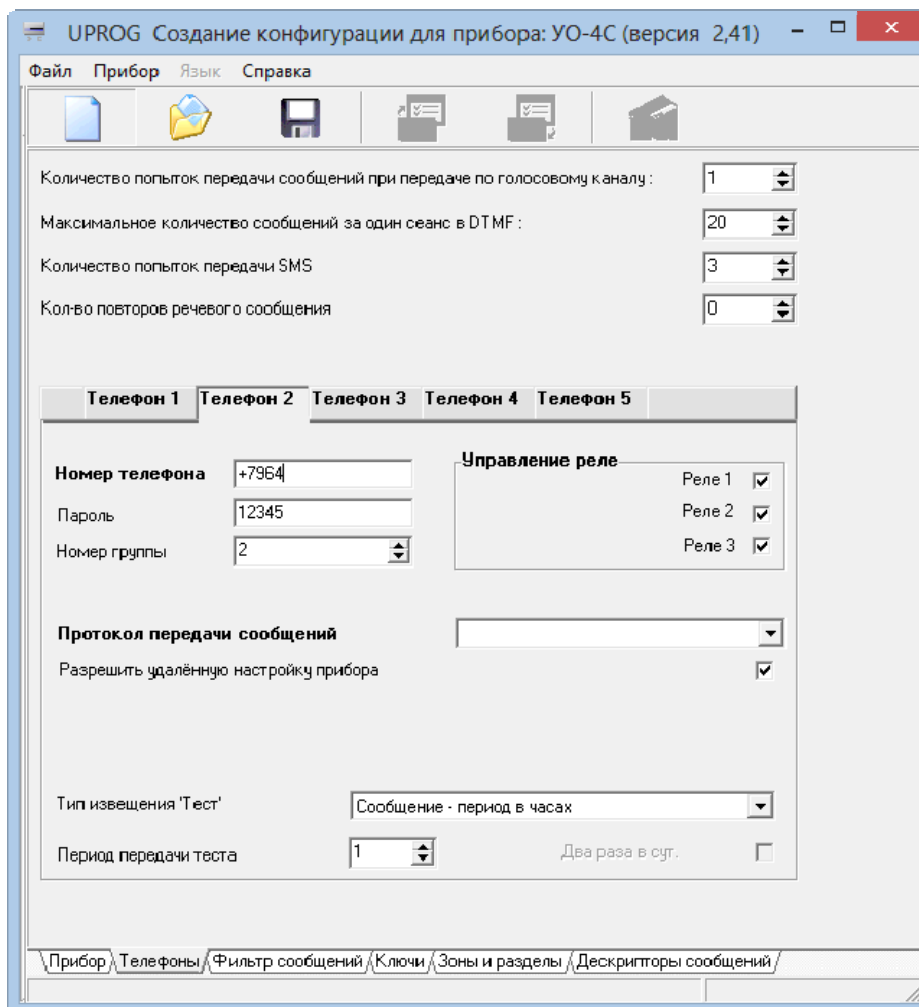 UPROG Создание конфигурации для прибора: УО-4С (версия 2,41)
Файл Прибор Язык Справка
Количество попыток передачи сообщений при передаче по голосовому каналу : 1
Максимальное количество сообщений за один сеанс в DTMF : 20
Количество попыток передачи SMS 3
Кол-во повторов речевого сообщения 0
Телефон 1 Телефон 2 Телефон 3 Телефон 4 Телефон 5
Номер телефона +7964
Пароль 12345
Номер группы 2
Управление реле
Реле 1
Реле 2
Реле 3
Протокол передачи сообщений
Разрешить удалённую настройку прибора
Тип извещения 'Тест' Сообщение - период в часах
Период передачи теста 1 Два раза в сут.
Прибор Телефоны Фильтр сообщений Ключи Зоны и разделы Дескрипторы сообщений